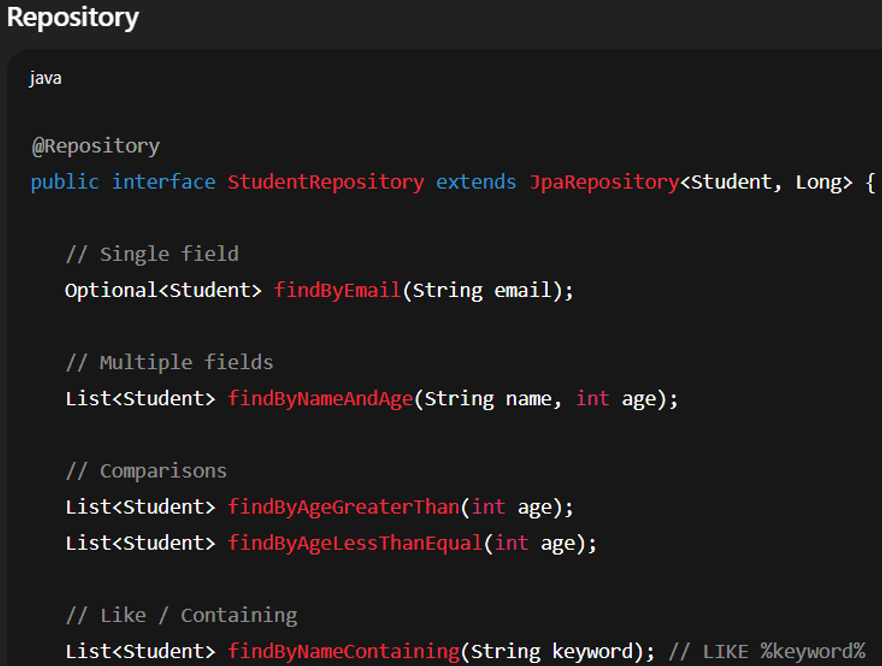 Repository
java
@Repository
public interface StudentRepository extends JpaRepository<Student, Long> {
// Single field
Optional<Student> findByEmail(String email);
// Multiple fields
List<Student> findByNameAndAge(String name, int age);
// Comparisons
List<Student> findByAgeGreaterThan(int age);
List<Student> findByAgeLessThanEqual(int age);
// Like / Containing
List<Student> findByNameContaining(String keyword); // LIKE %keyword%